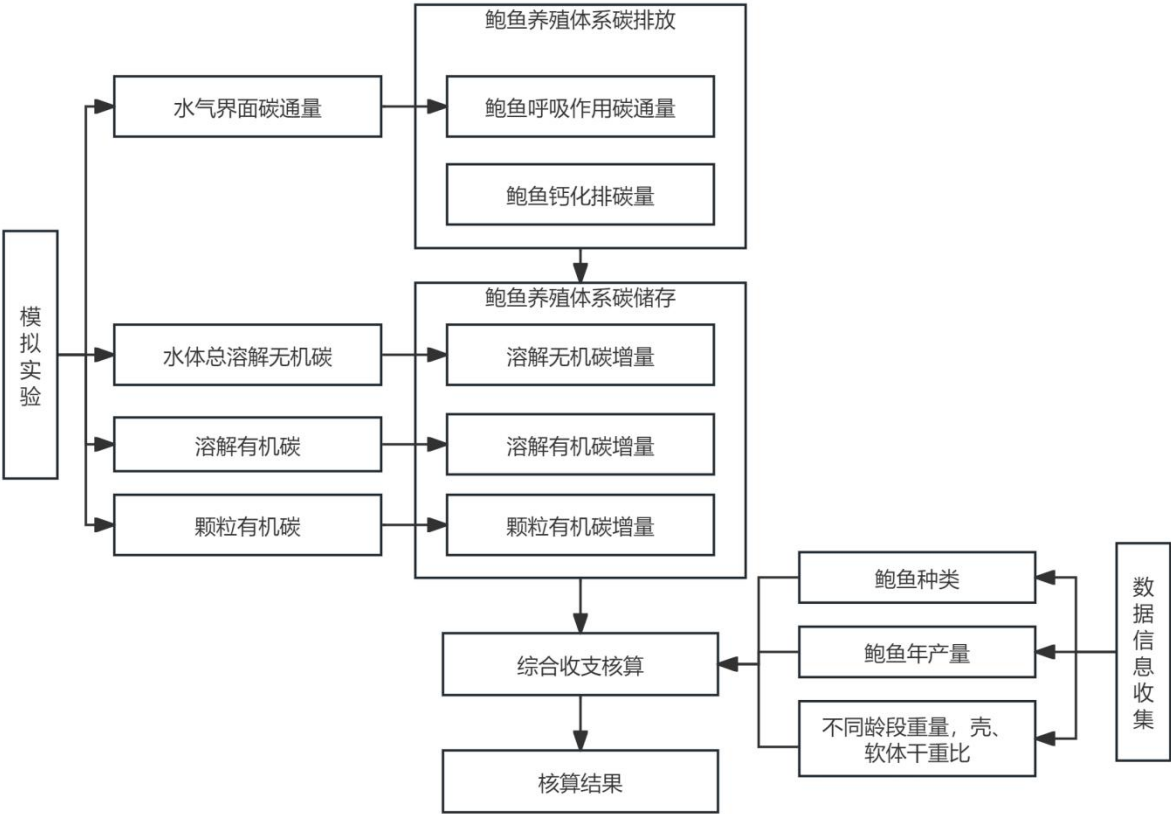 鲍鱼养殖体系碳排放
水气界面碳通量
鲍鱼呼吸作用碳通量
鲍鱼钙化排碳量
模拟实验
鲍鱼养殖体系碳储存
水体总溶解无机碳
溶解无机碳增量
溶解有机碳
溶解有机碳增量
颗粒有机碳
颗粒有机碳增量
鲍鱼种类
数据信息收集
综合收支核算
鲍鱼年产量
不同龄段重量，壳、
软体干重比
核算结果